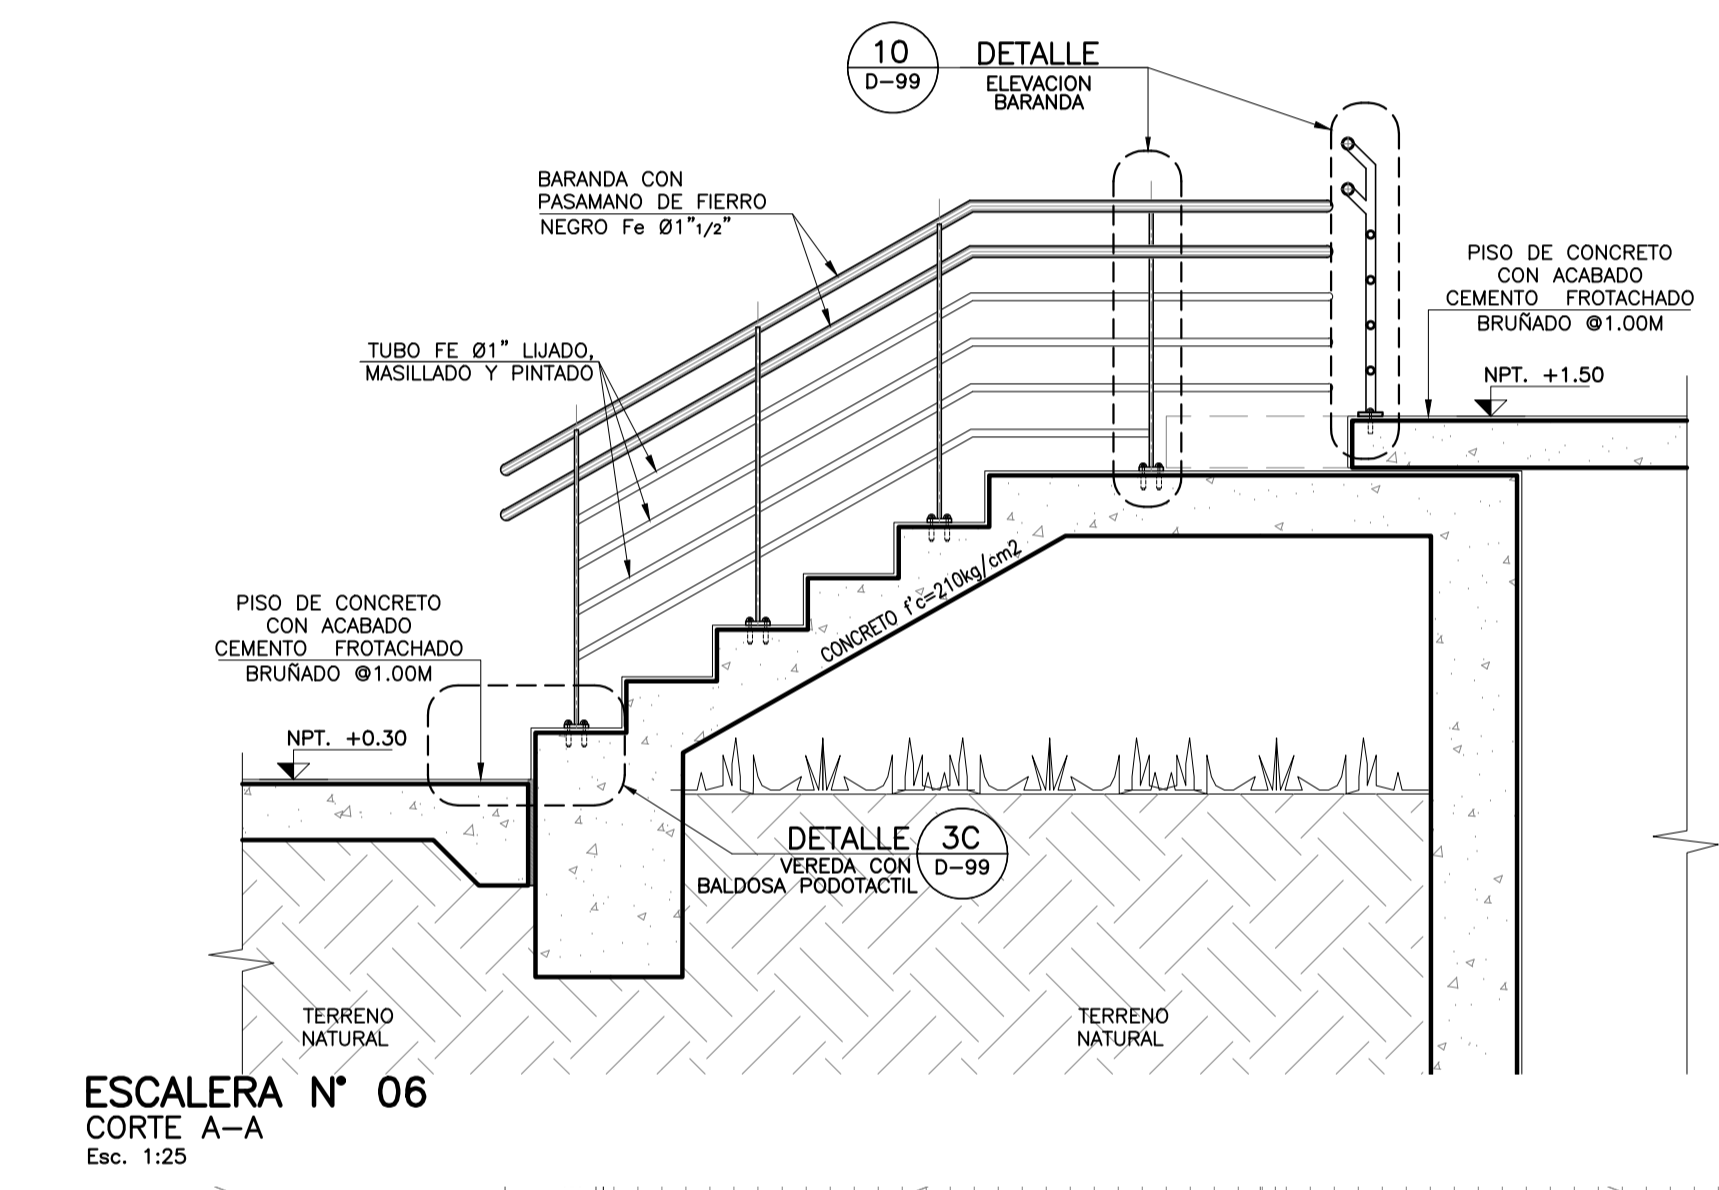 10
D-99
DETALLE
ELEVACION
BARANDA
BARANDA CON
PASAMANO DE FIERRO
NEGRO Fe Ø1"1/2"
PISO DE CONCRETO
CON ACABADO
CEMENTO FROTACHADO
BRUÑADO @1.00M
NPT. +1.50
TUBO FE Ø1" LIJADO,
MASILLADO Y PINTADO
CONCRETO f'c=210kg/cm2
PISO DE CONCRETO
CON ACABADO
CEMENTO FROTACHADO
BRUÑADO @1.00M
NPT. +0.30
DETALLE
VEREDA CON
BALDOSA PODOTACTIL
3C
D-99
TERRENO
NATURAL
TERRENO
NATURAL
ESCALERA N° 06
CORTE A-A
Esc. 1:25